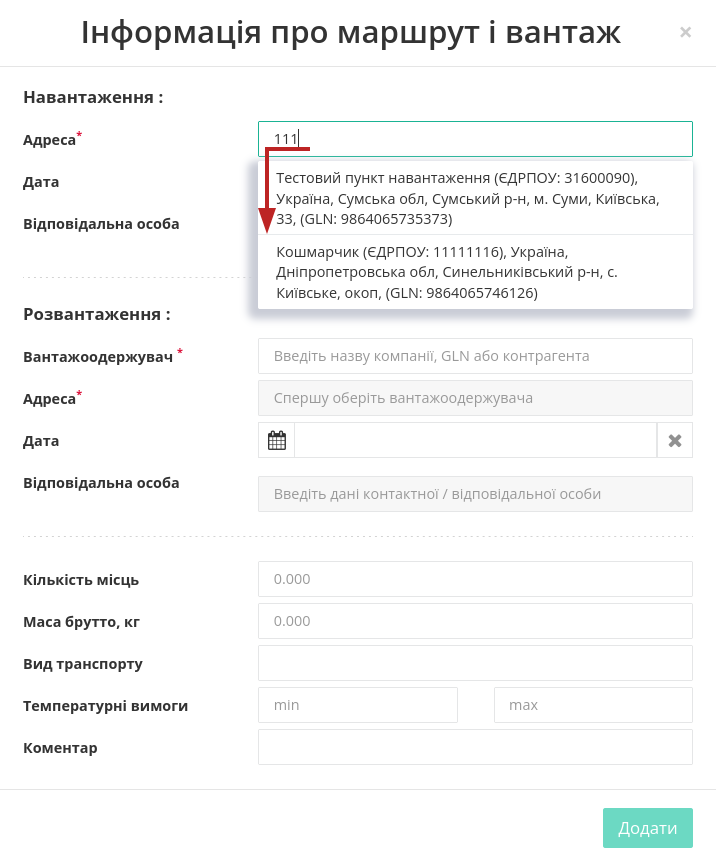 Інформація про маршрут і вантаж
×
Навантаження :
Адреса*
111
Дата
Відповідальна особа
Тестовий пункт навантаження (ЄДРПОУ: 31600090),
Україна, Сумська обл, Сумський р-н, м. Суми, Київська,
33, (GLN: 9864065735373)
Кошмарчик (ЄДРПОУ: 11111116), Україна,
Дніпропетровська обл, Синельниківський р-н, с.
Київське, окоп, (GLN: 9864065746126)
Розвантаження :
Вантажоодержувач *
Введіть назву компанії, GLN або контрагента
Адреса*
Спершу оберіть вантажоодержувача
Дата
Відповідальна особа
Введіть дані контактної / відповідальної особи
Кількість місць
0.000
Маса брутто, кг
0.000
Вид транспорту
Температурні вимоги
min
max
Коментар
Додати